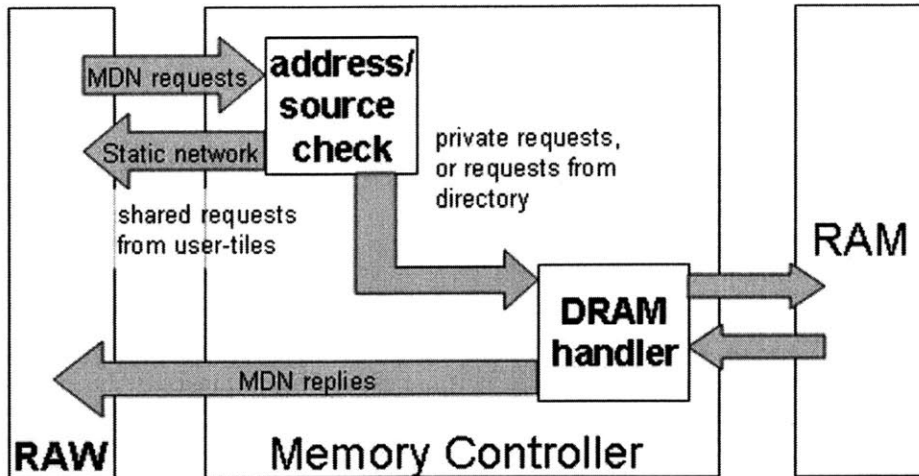 MDN requests
address/
source
check
Static network
private requests,
or requests from
directory
shared requests
from user-tiles
RAM
DRAM
handler
MDN replies
RAW
Memory Controller